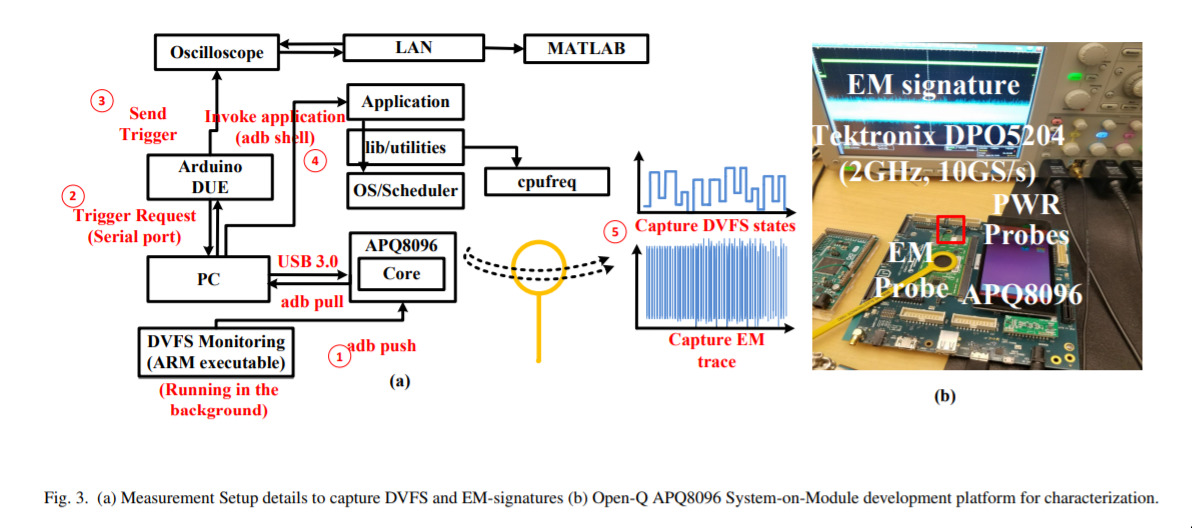 Oscilloscope
LAN
MATLAB
3
Send
Trigger
Invoke application
(adb shell)
4
Application
lib/utilities
OS/Scheduler
cpufreq
Arduino
DUE
2
Trigger Request
(Serial port)
PC
USB 3.0
adb pull
APQ8096
Core
DVFS Monitoring
(ARM executable)
(Running in the
background)
1
adb push
5
Capture DVFS states
Capture EM
trace
(a)
EM signature
Tektronix DPO5204
(2GHz, 10GS/s)
PWR
Probes
EM
Probe
APQ8096
(b)
Fig. 3. (a) Measurement Setup details to capture DVFS and EM-signatures (b) Open-Q APQ8096 System-on-Module development platform for characterization.